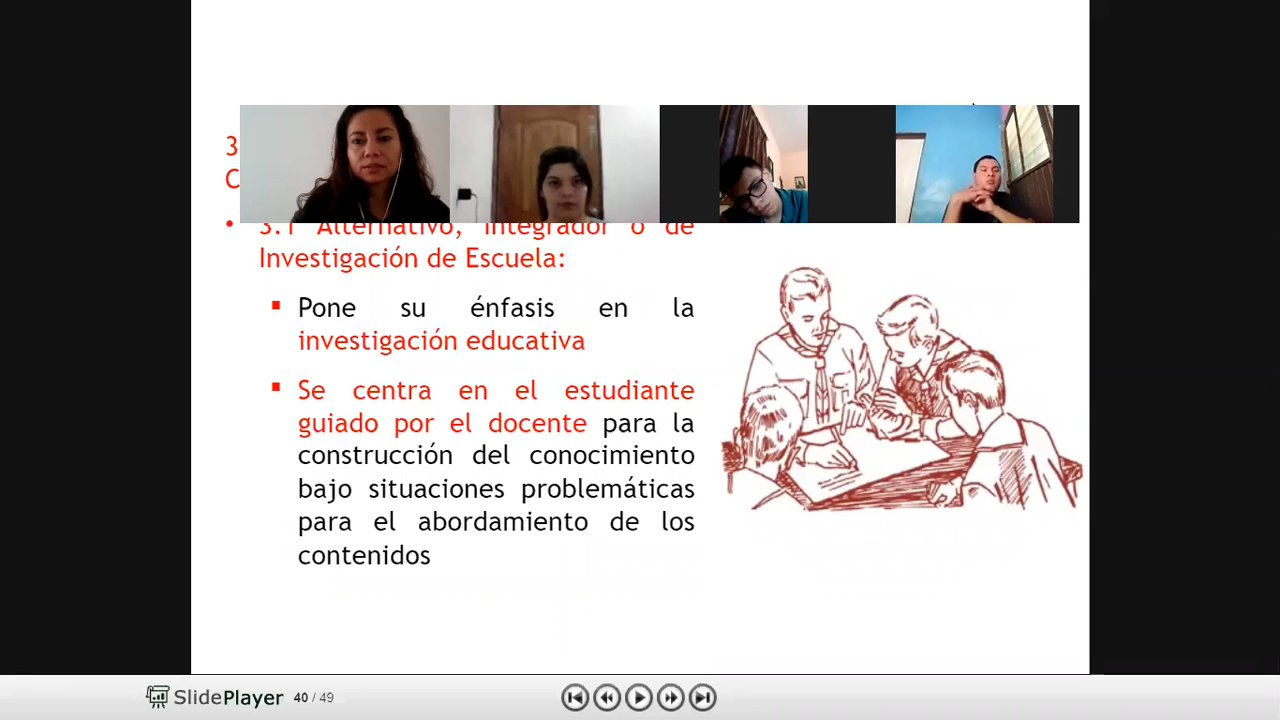 3
C
• 3.1 Alternativo, integrador o de
Investigación de Escuela:
▪ Pone su énfasis en la
investigación educativa
▪ Se centra en el estudiante
guiado por el docente para la
construcción del conocimiento
bajo situaciones problemáticas
para el abordamiento de los
contenidos
SlidePlayer 40 / 49